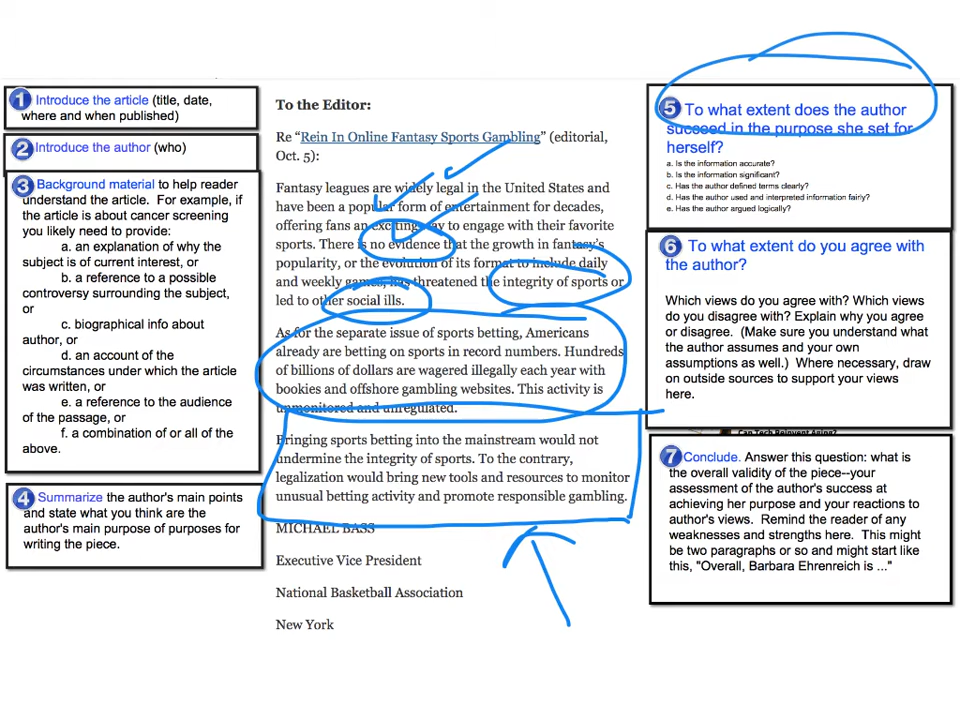 1 Introduce the article (title, date,
where and when published)
2 Introduce the author (who)
3 Background material to help reader
understand the article. For example, if
the article is about cancer screening
you likely need to provide:
a. an explanation of why the
subject is of current interest, or
b. a reference to a possible
controversy surrounding the subject,
or
c. biographical info about
author, or
d. an account of the
circumstances under which the article
was written, or
e. a reference to the audience
of the passage, or
f. a combination of or all of the
above.
4 Summarize the author's main points
and state what you think are the
author's main purpose of purposes for
writing the piece.
To the Editor:
Re “Rein In Online Fantasy Sports Gambling” (editorial,
Oct. 5):
Fantasy leagues are widely legal in the United States and
have been a popular form of entertainment for decades,
offering fans an exciting way to engage with their favorite
sports. There is no evidence that the growth in fantasy’s
popularity, or the evolution of its format to include daily
and weekly games, has threatened the integrity of sports or
led to other social ills.
As for the separate issue of sports betting, Americans
already are betting on sports in record numbers. Hundreds
of billions of dollars are wagered illegally each year with
bookies and offshore gambling websites. This activity is
unmonitored and unregulated.
Bringing sports betting into the mainstream would not
undermine the integrity of sports. To the contrary,
legalization would bring new tools and resources to monitor
unusual betting activity and promote responsible gambling.
MICHAEL BASS
Executive Vice President
National Basketball Association
New York
5 To what extent does the author
succeed in the purpose she set for
herself?
a. Is the information accurate?
b. Is the information significant?
c. Has the author defined terms clearly?
d. Has the author used and interpreted information fairly?
e. Has the author argued logically?
6 To what extent do you agree with
the author?
Which views do you agree with? Which views
do you disagree with? Explain why you agree
or disagree. (Make sure you understand what
the author assumes and your own
assumptions as well.) Where necessary, draw
on outside sources to support your views
here.
Can Tech Reinvent Aging?
7 Conclude. Answer this question: what is
the overall validity of the piece--your
assessment of the author's success at
achieving her purpose and your reactions to
author's views. Remind the reader of any
weaknesses and strengths here. This might
be two paragraphs or so and might start like
this, "Overall, Barbara Ehrenreich is ..."